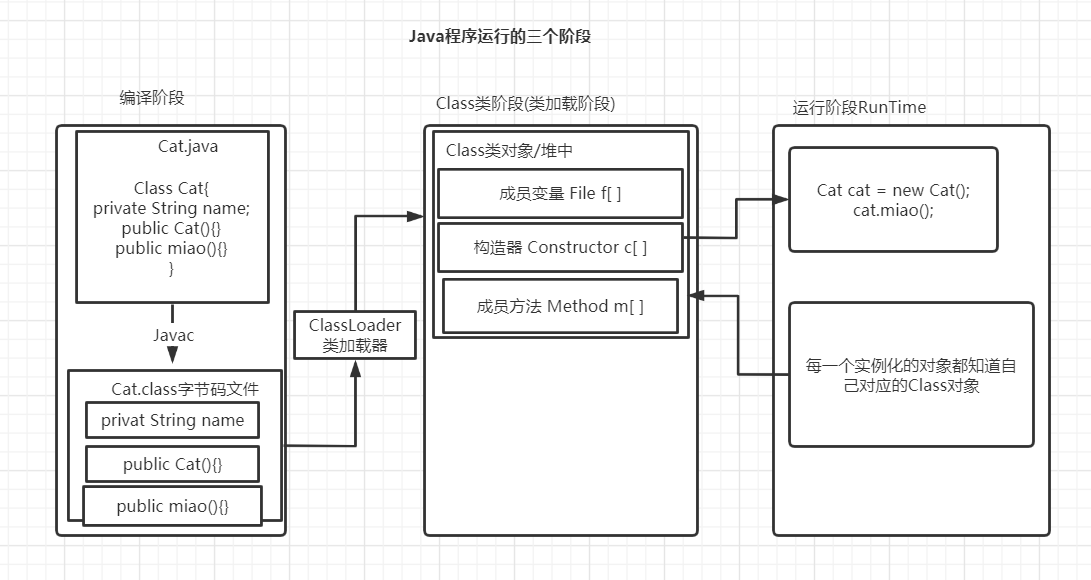 Java程序运行的三个阶段
编译阶段
Cat.java
Class Cat{
private String name;
public Cat(){}
public miao(){}
}
Javac
Cat.class字节码文件
privat String name
public Cat(){}
public miao(){}
ClassLoader
类加载器
Class类阶段(类加载阶段)
Class类对象/堆中
成员变量 File f[ ]
构造器 Constructor c[ ]
成员方法 Method m[ ]
运行阶段RunTime
Cat cat = new Cat();
cat.miao();
每一个实例化的对象都知道自
己对应的Class对象